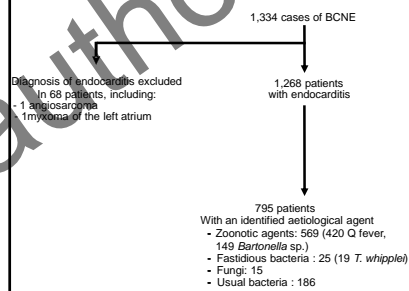 1,334 cases of BCNE
Diagnosis of endocarditis excluded
In 68 patients, including:
- 1 angiosarcoma
- 1myxoma of the left atrium
1,268 patients
with endocarditis
795 patients
With an identified aetiological agent
- Zoonotic agents: 569 (420 Q fever,
149 Bartonella sp.)
- Fastidious bacteria : 25 (19 T. whipplei)
- Fungi: 15
- Usual bacteria : 186
autho